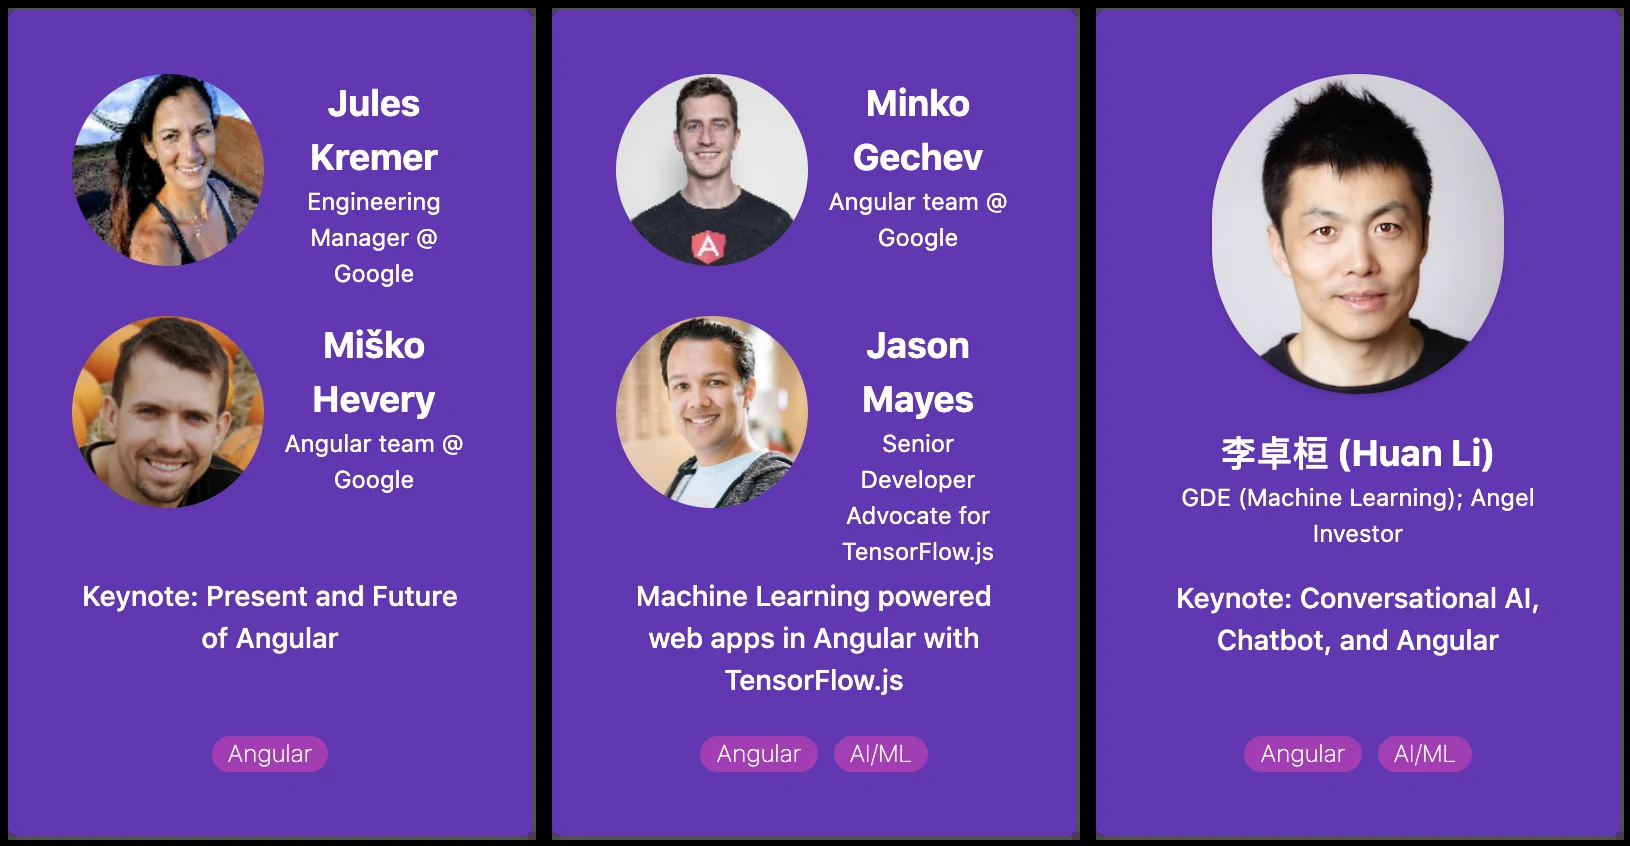 Jules
Kremer
Engineering
Manager @
Google
Miško
Hevery
Angular team @
Google
Keynote: Present and Future
of Angular
Angular
Minko
Gechev
Angular team @
Google
A
Jason
Mayes
Senior
Developer
Advocate for
TensorFlow.js
Machine Learning powered
web apps in Angular with
TensorFlow.js
Angular
AI/ML
李卓桓 (Huan Li)
GDE (Machine Learning); Angel
Investor
Keynote: Conversational AI,
Chatbot, and Angular
Angular
AI/ML